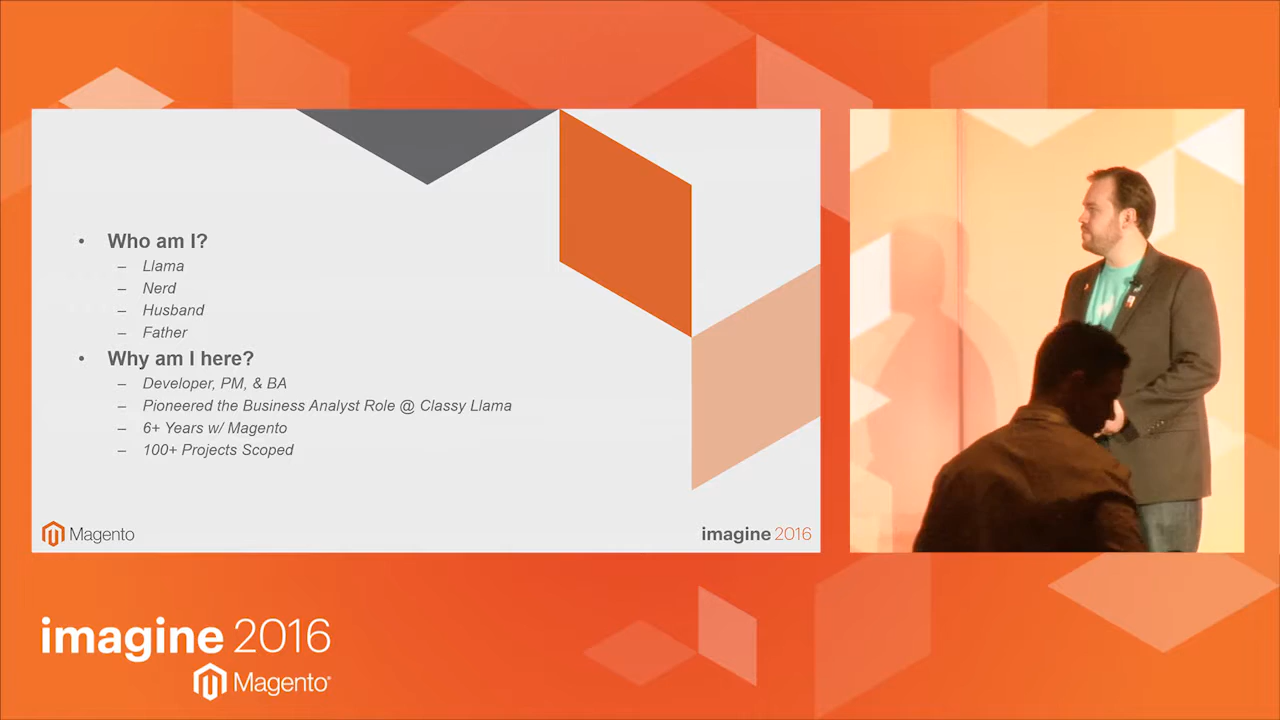 • Who am I?
– Llama
– Nerd
– Husband
– Father
• Why am I here?
– Developer, PM, & BA
– Pioneered the Business Analyst Role @ Classy Llama
– 6+ Years w/ Magento
– 100+ Projects Scoped
Magento
imagine 2016
imagine 2016
Magento®